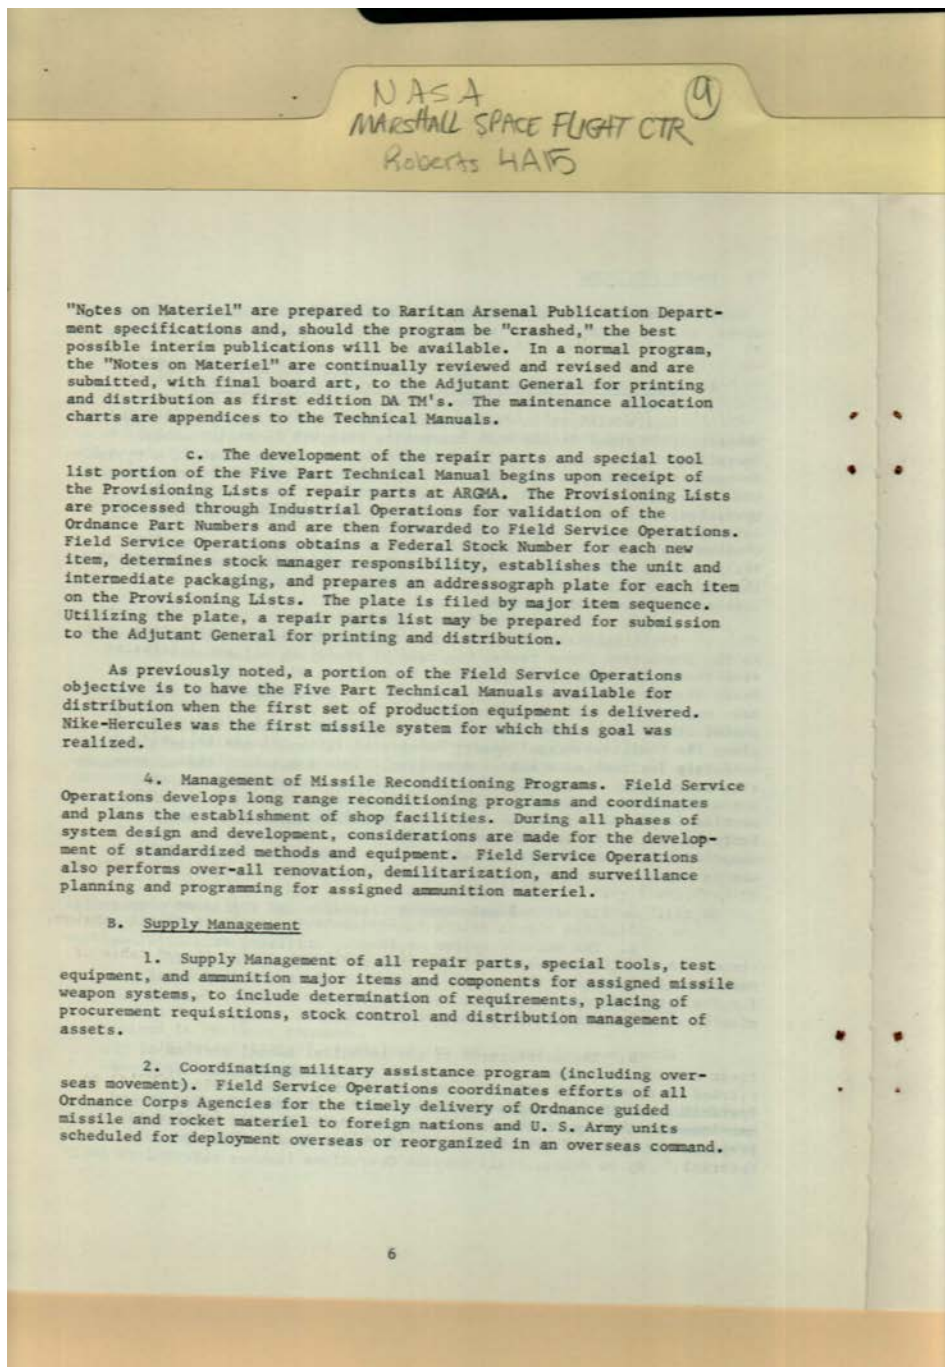 NASA
9
MARSHALL SPACE FLIGHT CTR
Roberts 4A15
"Notes on Materiel" are prepared to Raritan Arsenal Publication Depart-
ment specifications and, should the program be "crashed," the best
possible interim publications will be available. In a normal program,
the "Notes on Materiel" are continually reviewed and revised and are
submitted, with final board art, to the Adjutant General for printing
and distribution as first edition DA TM's. The maintenance allocation
charts are appendices to the Technical Manuals.
c. The development of the repair parts and special tool
list portion of the Five Part Technical Manual begins upon receipt of
the Provisioning Lists of repair parts at ARGMA. The Provisioning Lists
are processed through Industrial Operations for validation of the
Ordnance Part Numbers and are then forwarded to Field Service Operations.
Field Service Operations obtains a Federal Stock Number for each new
item, determines stock manager responsibility, establishes the unit and
intermediate packaging, and prepares an addressograph plate for each item
on the Provisioning Lists. The plate is filed by major item sequence.
Utilizing the plate, a repair parts list may be prepared for submission
to the Adjutant General for printing and distribution.
As previously noted, a portion of the Field Service Operations
objective is to have the Five Part Technical Manuals available for
distribution when the first set of production equipment is delivered.
Nike-Hercules was the first missile system for which this goal was
realized.
4. Management of Missile Reconditioning Programs. Field Service
Operations develops long range reconditioning programs and coordinates
and plans the establishment of shop facilities. During all phases of
system design and development, considerations are made for the develop-
ment of standardized methods and equipment. Field Service Operations
also performs over-all renovation, demilitarization, and surveillance
planning and programming for assigned ammunition materiel.
B. Supply Management
1. Supply Management of all repair parts, special tools, test
equipment, and ammunition major items and components for assigned missile
weapon systems, to include determination of requirements, placing of
procurement requisitions, stock control and distribution management of
assets.
2. Coordinating military assistance program (including over-
seas movement). Field Service Operations coordinates efforts of all
Ordnance Corps Agencies for the timely delivery of Ordnance guided
missile and rocket materiel to foreign nations and U. S. Army units
scheduled for deployment overseas or reorganized in an overseas command.
6